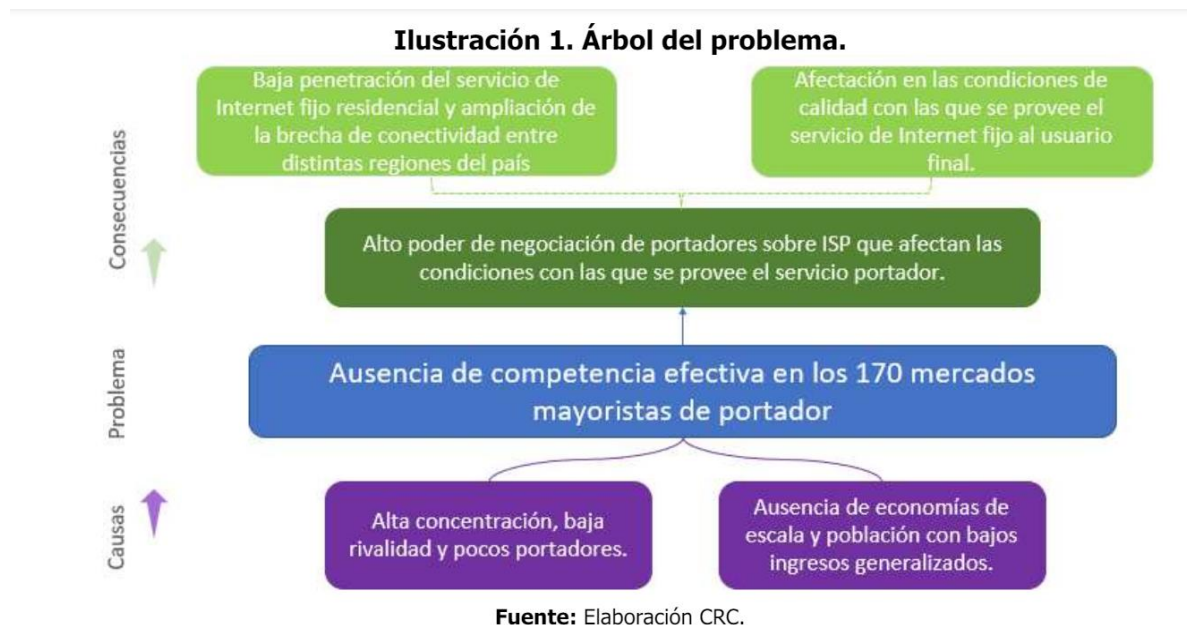 Ilustración 1. Árbol del problema.
Consecuencias
Baja penetración del servicio de
Internet fijo residencial y ampliación de
la brecha de conectividad entre
distintas regiones del país
Afectación en las condiciones de
calidad con las que se provee el
servicio de Internet fijo al usuario
final.
Alto poder de negociación de portadores sobre ISP que afectan las
condiciones con las que se provee el servicio portador.
Problema
Ausencia de competencia efectiva en los 170 mercados
mayoristas de portador
Causas
Alta concentración, baja
rivalidad y pocos portadores.
Ausencia de economías de
escala y población con bajos
ingresos generalizados.
Fuente: Elaboración CRC.